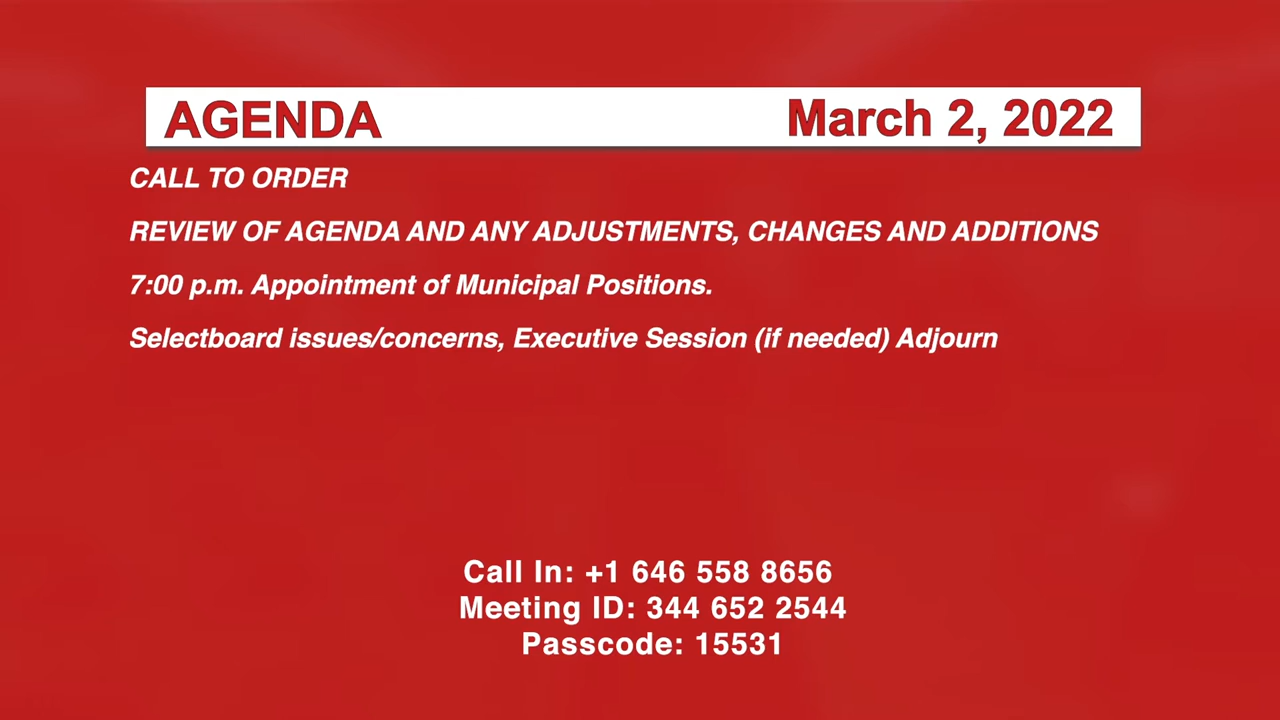 AGENDA March 2, 2022
CALL TO ORDER
REVIEW OF AGENDA AND ANY ADJUSTMENTS, CHANGES AND ADDITIONS
7:00 p.m. Appointment of Municipal Positions.
Selectboard issues/concerns, Executive Session (if needed) Adjourn
Call In: +1 646 558 8656
Meeting ID: 344 652 2544
Passcode: 15531